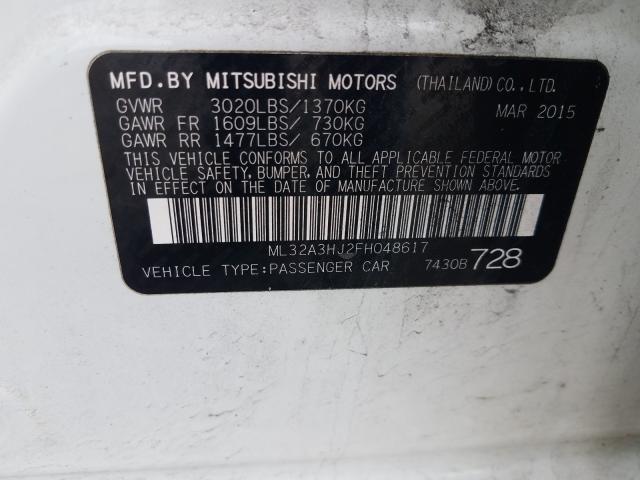 MFD.BY MITSUBISHI MOTORS (THAILAND) CO., LTD.
GVWR 3020LBS/1370KG MAR 2015
GAWR FR 1609LBS/ 730KG
GAWR RR 1477LBS/ 670KG
THIS VEHICLE CONFORMS TO ALL APPLICABLE FEDERAL MOTOR
VEHICLE SAFETY, BUMPER, AND THEFT PREVENTION STANDARDS
IN EFFECT ON THE DATE OF MANUFACTURE SHOWN ABOVE.
ML32A3HJ2FH048617
VEHICLE TYPE:PASSENGER CAR 7430B 728